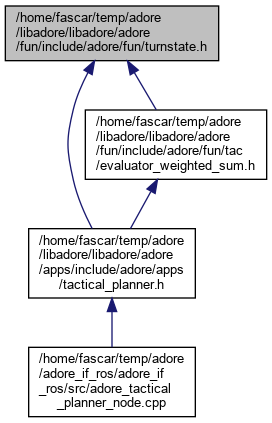 /home/fascar/temp/adore
/libadore/libadore/adore
/fun/include/adore/fun/turnstate.h
/home/fascar/temp/adore
/libadore/libadore/adore
/fun/include/adore/fun/tac
/evaluator_weighted_sum.h
/home/fascar/temp/adore
/libadore/libadore/adore
/apps/include/adore/apps
/tactical_planner.h
/home/fascar/temp/adore
/adore_if_ros/adore_if
_ros/src/adore_tactical
_planner_node.cpp